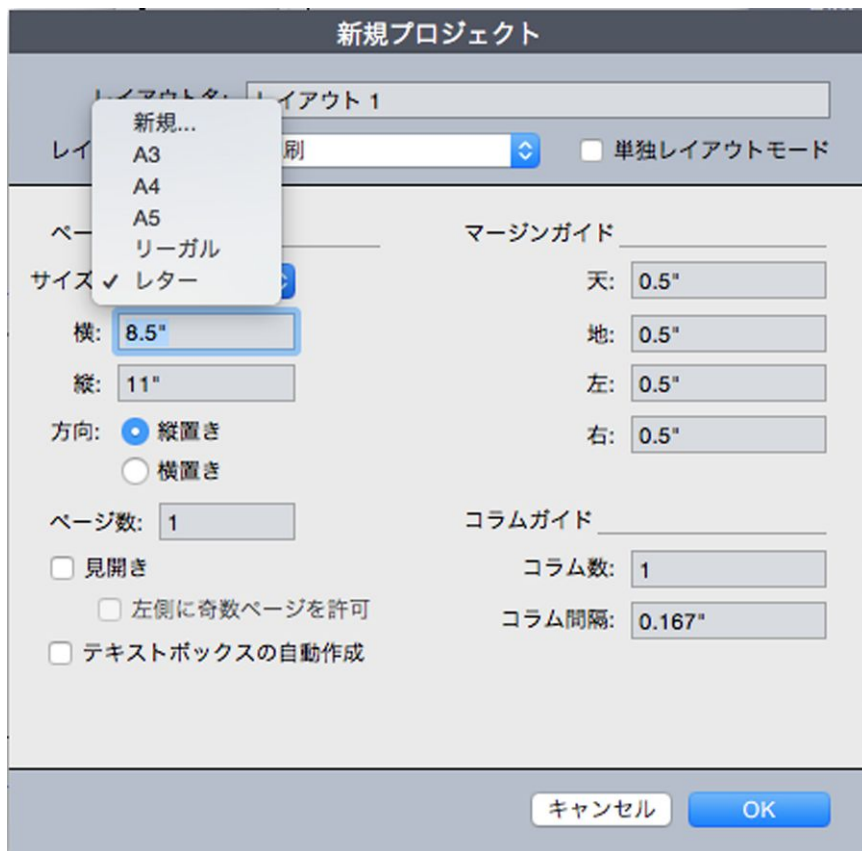 新規プロジェクト
レイアウト名: レイアウト 1
新規...
レイ 刷 単独レイアウトモード
A3
A4
A5
ペー マージンガイド
リーガル
サイズ ✓ レター 天: 0.5"
横: 8.5" 地: 0.5"
縦: 11" 左: 0.5"
方向: 縦置き 右: 0.5"
横置き
ページ数: 1 コラムガイド
見開き コラム数: 1
左側に奇数ページを許可 コラム間隔: 0.167"
テキストボックスの自動作成
キャンセル OK